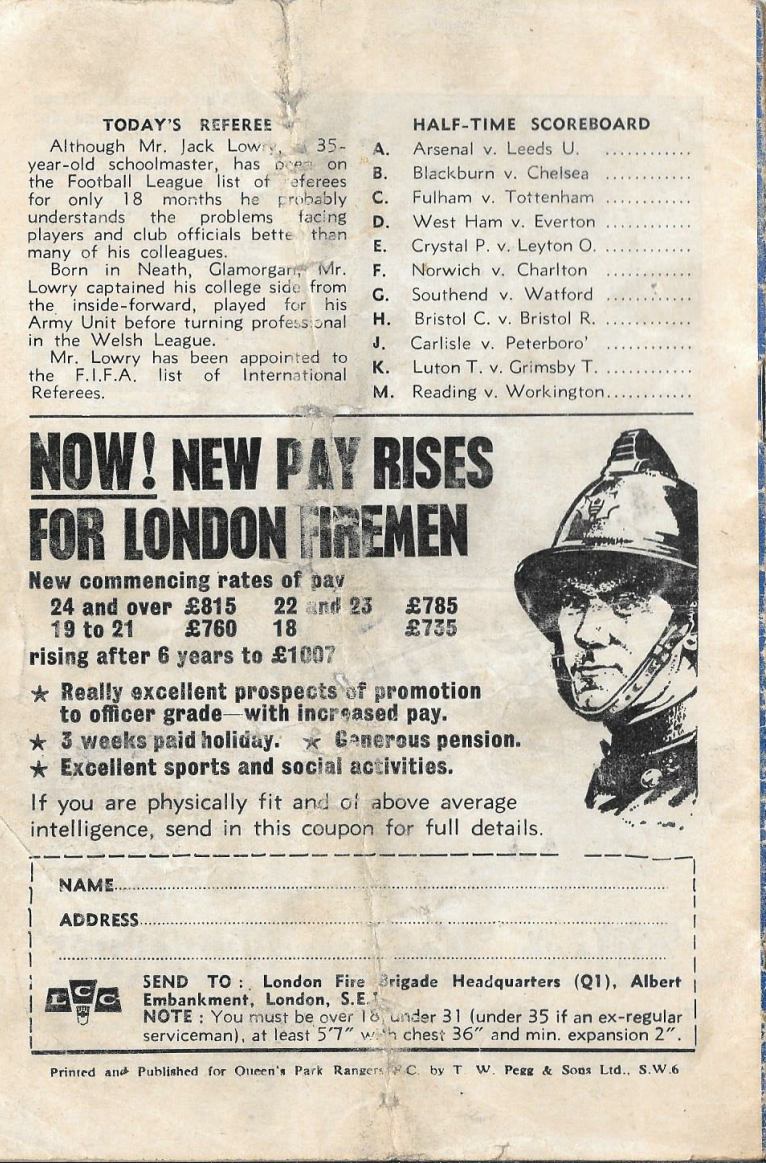 TODAY'S REFEREE
Although Mr. Jack Lowry, a 35-
year-old schoolmaster, has been on
the Football League list of referees
for only 18 months he probably
understands the problems facing
players and club officials better than
many of his colleagues.
Born in Neath, Glamorgan, Mr.
Lowry captained his college side from
the inside-forward, played for his
Army Unit before turning professional
in the Welsh League.
Mr. Lowry has been appointed to
the F.I.F.A. list of International
Referees.
HALF-TIME SCOREBOARD
A. Arsenal v. Leeds U. ............
B. Blackburn v. Chelsea ............
C. Fulham v. Tottenham ............
D. West Ham v. Everton ............
E. Crystal P. v. Leyton O. ............
F. Norwich v. Charlton ............
G. Southend v. Watford ............
H. Bristol C. v. Bristol R. ............
J. Carlisle v. Peterboro' ............
K. Luton T. v. Grimsby T. ............
M. Reading v. Workington............
NOW! NEW PAY RISES
FOR LONDON FIREMEN
New commencing rates of pay
24 and over £815 22 and 23 £785
19 to 21 £760 18 £735
rising after 6 years to £1007
★ Really excellent prospects of promotion
to officer grade—with increased pay.
★ 3 weeks paid holiday. ★ Generous pension.
★ Excellent sports and social activities.
If you are physically fit and of above average
intelligence, send in this coupon for full details.
NAME............
ADDRESS............
LCC
SEND TO: London Fire Brigade Headquarters (Q1), Albert
Embankment, London, S.E.1
NOTE : You must be over 18, under 31 (under 35 if an ex-regular
serviceman), at least 5'7" with chest 36" and min. expansion 2".
Printed and Published for Queen's Park Rangers F.C. by T. W. Pegg & Sons Ltd., S.W.6